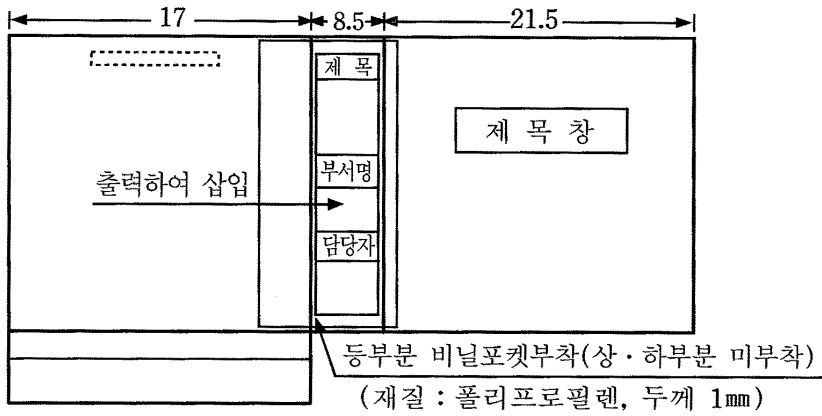 17
8.5
21.5
제 목
제 목 창
부서명
출력하여 삽입
담당자
등부분 비닐포켓부착(상 · 하부분 미부착)
(재질 : 폴리프로필렌, 두께 1㎜)